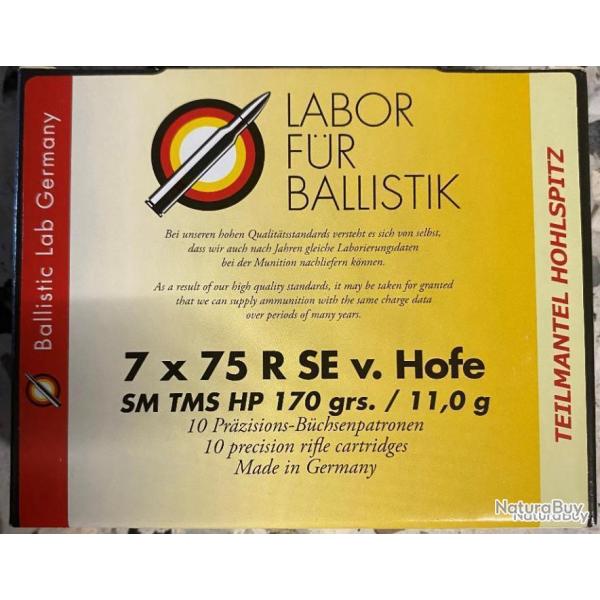 Ballistic Lab Germany
LABOR
FÜR
BALLISTIK
Bei unseren hohen Qualitätsstandards versteht es sich von selbst,
dass wir auch nach Jahren gleiche Laborierungsdaten
bei der Munition nachliefern können.
As a result of our high quality standards, it may be taken for granted
that we can supply ammunition with the same charge data
over periods of many years.
7 x 75 R SE v. Hofe
SM TMS HP 170 grs. / 11,0 g
10 Präzisions-Büchsenpatronen
10 precision rifle cartridges
Made in Germany
TEILMANTEL HOHLSPITZ
NaturaBuy
NaturaBuy